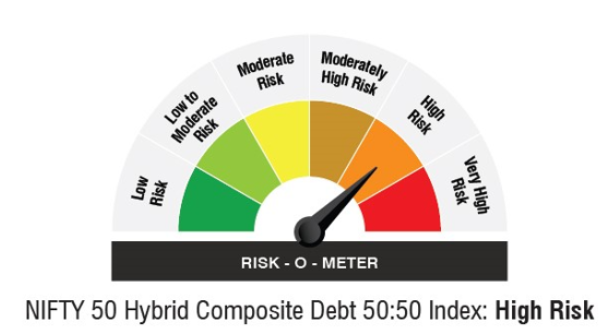 Low
Risk
Low to
Moderate
Risk
Moderate
Risk
Moderately
High Risk
High
Risk
Very High
Risk
RISK - O - METER
NIFTY 50 Hybrid Composite Debt 50:50 Index: High Risk